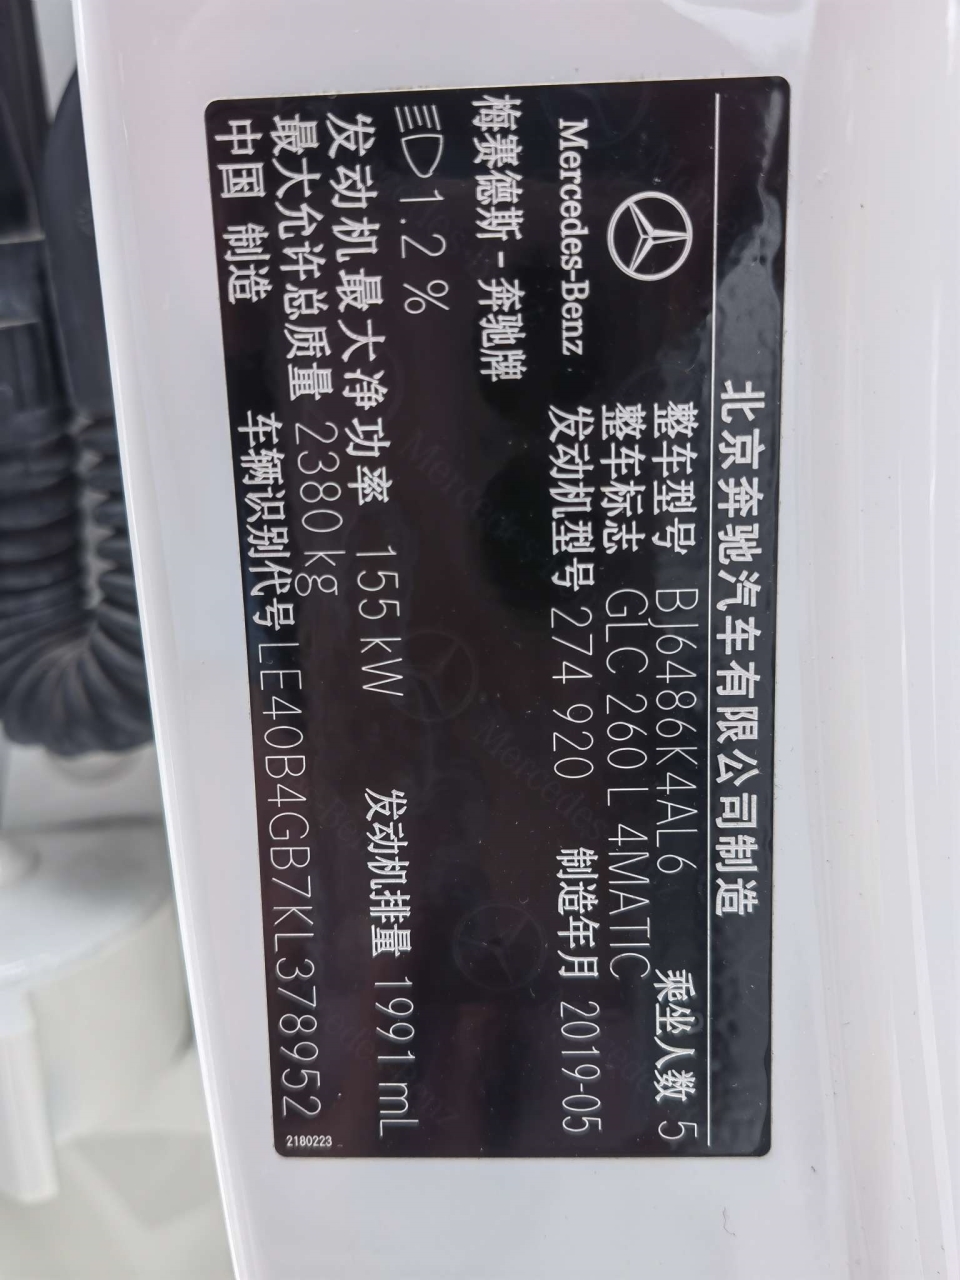 北京奔驰汽车有限公司制造
整车型号 BJ6486K4AL6 乘坐人数 5
整车标志 GLC 260 L 4MATIC
Mercedes-Benz 发动机型号 274 920 制造年月 2019-05
梅赛德斯-奔驰牌
1.2 %
发动机最大净功率 155 kW 发动机排量 1991 mL
最大允许总质量 2380 kg
中国 制造 车辆识别代号 LE40B4GB7KL378952
2180223